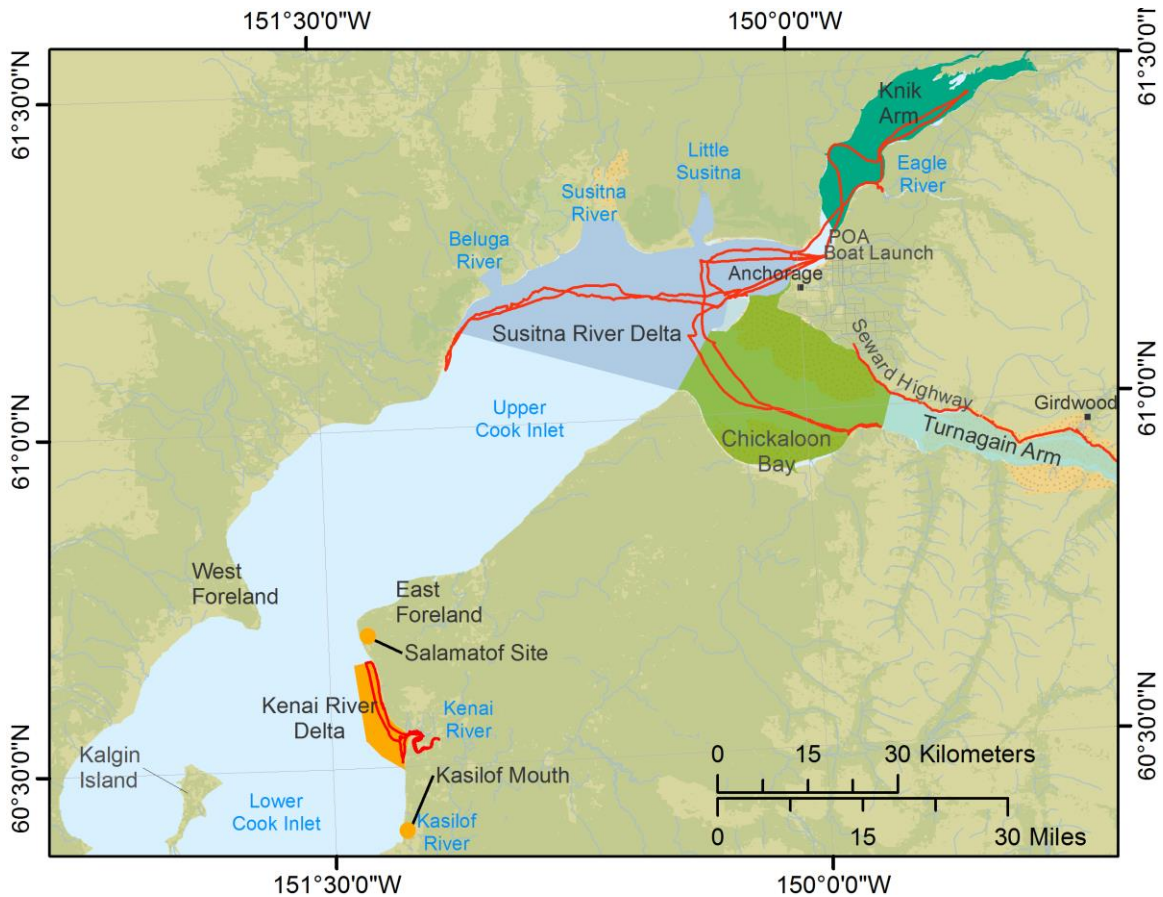 151°30'0"W
150°0'0"W
61°30'0"N
61°30'0"N
Knik
Arm
Little
Susitna
Eagle
River
Susitna
River
Beluga
River
POA
Boat Launch
Anchorage
Susitna River Delta
Seward Highway
61°0'0"N
Girdwood
Upper
Cook Inlet
61°0'0"N
Chickaloon
Bay
Turnagain Arm
West
Foreland
East
Foreland
Salamatof Site
Kenai River
Delta
Kenai
River
60°30'0"N
Kalgin
Island
Kasilof Mouth
60°30'0"N
0 15 30 Kilometers
0 15 30 Miles
Lower
Cook Inlet
Kasilof
River
151°30'0"W
150°0'0"W